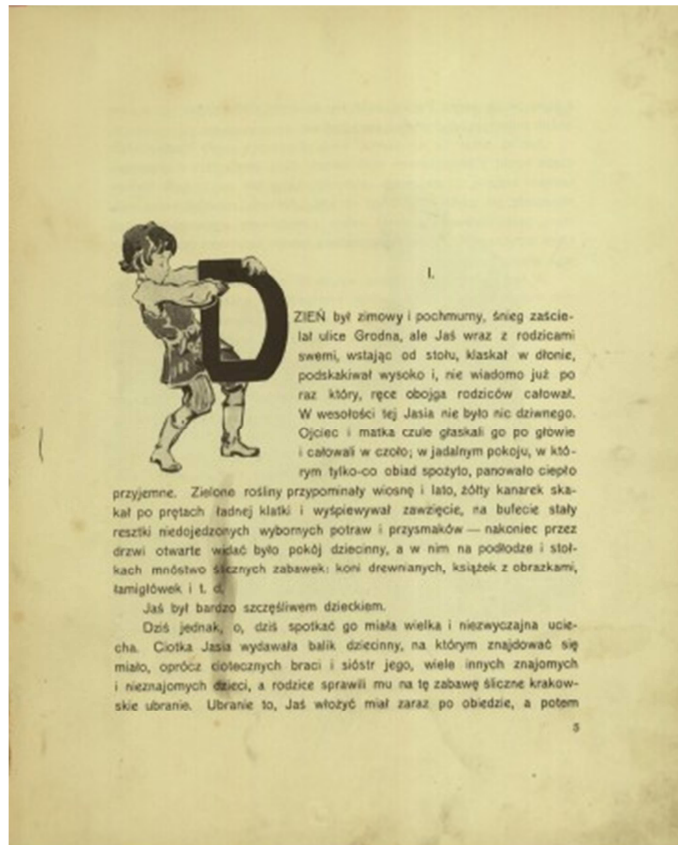 I.
DZIEŃ był zimowy i pochmurny, śnieg zaście-
lał ulice Grodna, ale Jaś wraz z rodzicami
swemi, wstając od stołu, klaskał w dłonie,
podskakiwał wysoko i, nie wiadomo już po
raz który, ręce obojga rodziców całował.
W wesołości tej Jasia nie było nic dziwnego.
Ojciec i matka czule głaskali go po głowie
i całowali w czoło; w jadalnym pokoju, w któ-
rym tylko-co obiad spożyto, panowało ciepło
przyjemne. Zielone rośliny przypominały wiosnę i lato, żółty kanarek ska-
kał po prętach ładnej klatki i wyśpiewywał zawzięcie, na bufecie stały
resztki niedojedzonych wybornych potraw i przysmaków — nakoniec przez
drzwi otwarte widać było pokój dziecinny, a w nim na podłodze i stoł-
kach mnóstwo ślicznych zabawek: koni drewnianych, książek z obrazkami,
łamigłówek i t. d.
Jaś był bardzo szczęśliwem dzieckiem.
Dziś jednak, o, dziś spotkać go miała wielka i niezwyczajna ucie-
cha. Ciotka Jasia wydawała balik dziecinny, na którym znajdować się
miało, oprócz ciotecznych braci i sióstr jego, wiele innych znajomych
i nieznajomych dzieci, a rodzice sprawili mu na tę zabawę śliczne krakow-
skie ubranie. Ubranie to, Jaś włożyć miał zaraz po obiedzie, a potem
5